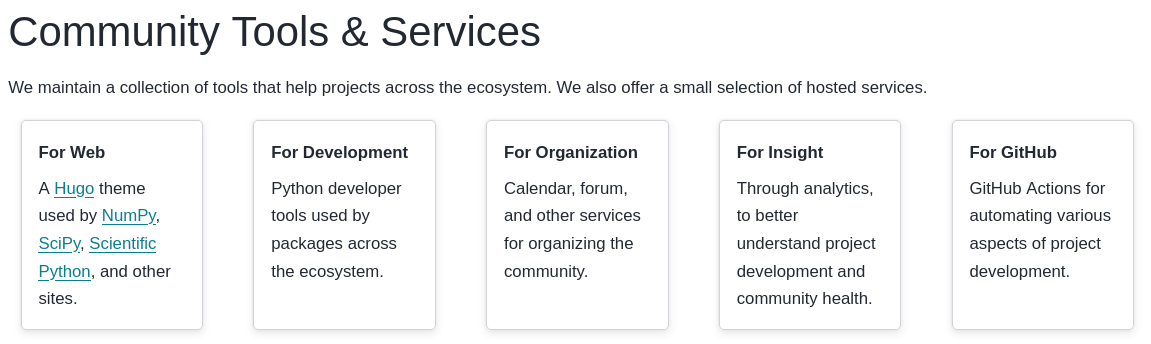 Community Tools & Services
We maintain a collection of tools that help projects across the ecosystem. We also offer a small selection of hosted services.
For Web
A Hugo theme
used by NumPy,
SciPy, Scientific
Python, and other
sites.
For Development
Python developer
tools used by
packages across
the ecosystem.
For Organization
Calendar, forum,
and other services
for organizing the
community.
For Insight
Through analytics,
to better
understand project
development and
community health.
For GitHub
GitHub Actions for
automating various
aspects of project
development.